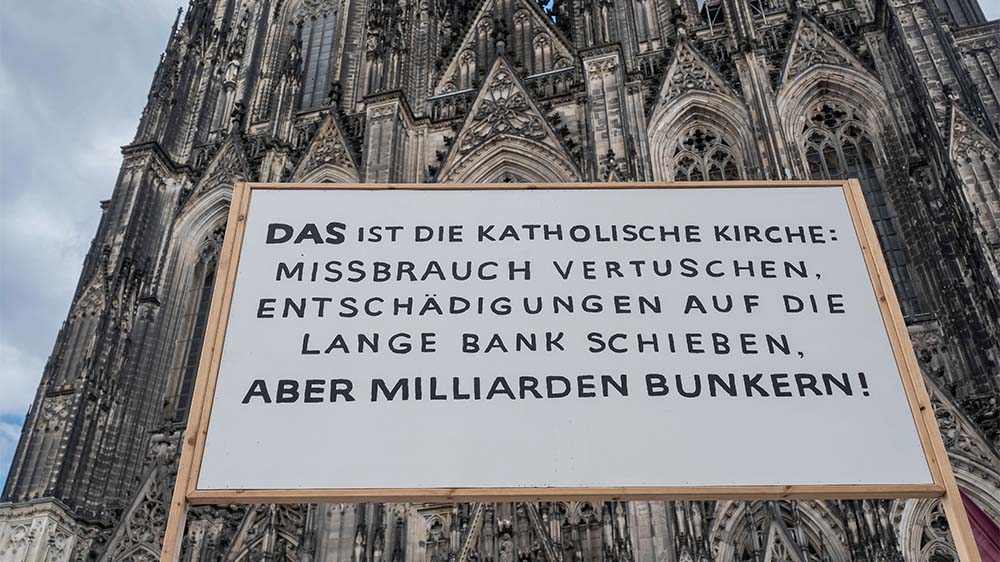 DAS IST DIE KATHOLISCHE KIRCHE:
MISSBRAUCH VERTUSCHEN,
ENTSCHÄDIGUNGEN AUF DIE
LANGE BANK SCHIEBEN,
ABER MILLIARDEN BUNKERN!